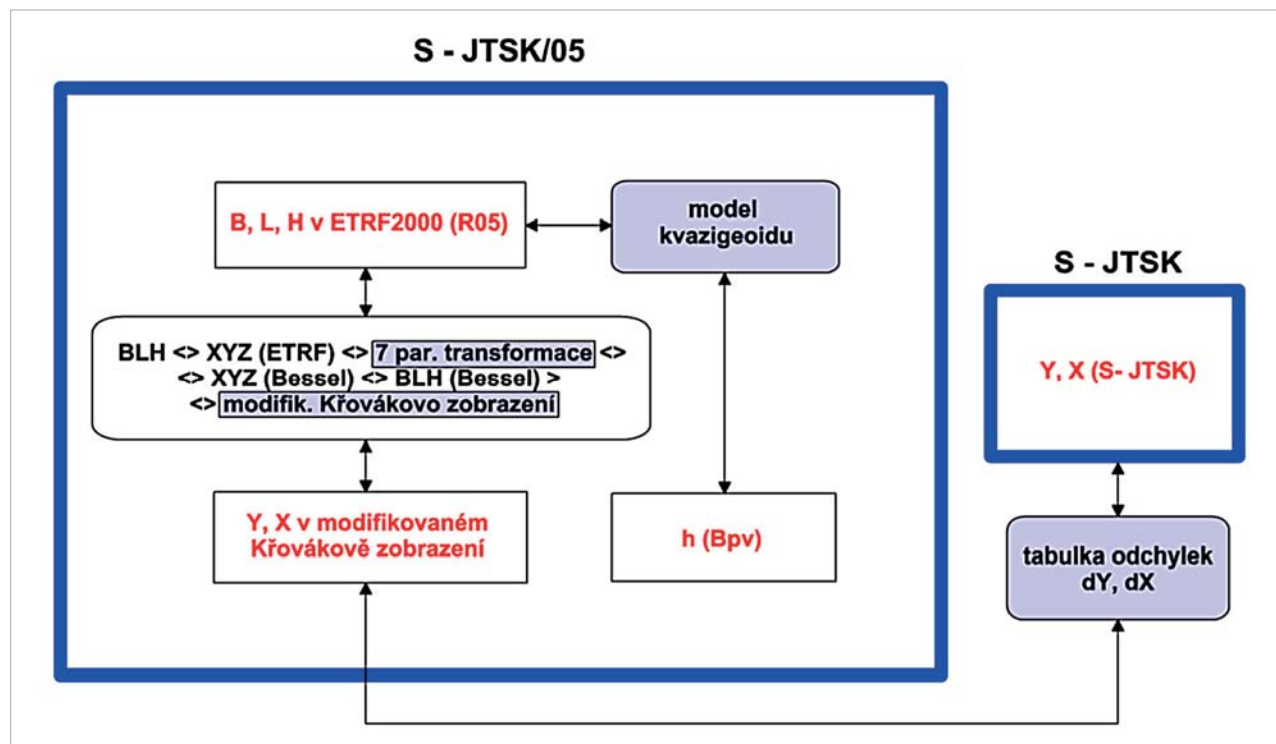 S - JTSK/05
B, L, H v ETRF2000 (R05)
model
kvazigeoidu
BLH <> XYZ (ETRF) <> 7 par. transformace <>
<> XYZ (Bessel) <> BLH (Bessel) >
<> modifik. Křovákovo zobrazení
Y, X v modifikovaném
Křovákově zobrazení
h (Bpv)
S - JTSK
Y, X (S- JTSK)
tabulka odchylek
dY, dX